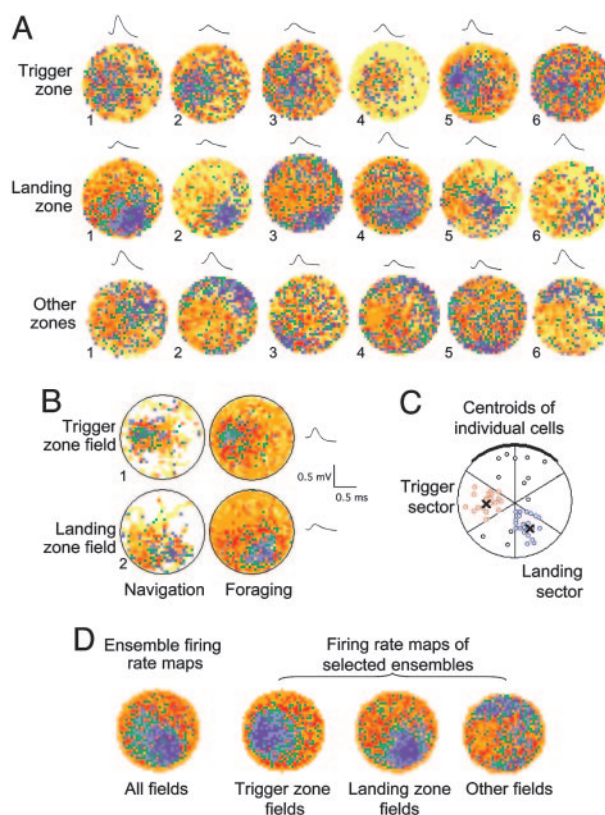 A
Trigger
zone
1 2 3 4 5 6
Landing
zone
1 2 3 4 5 6
Other
zones
1 2 3 4 5 6
B
Trigger
zone field
1
0.5 mV
0.5 ms
Landing
zone field
2
Navigation Foraging
C
Centroids of
individual cells
Trigger
sector
Landing
sector
D
Ensemble firing
rate maps
Firing rate maps of
selected ensembles
All fields
Trigger zone
fields
Landing zone
fields
Other fields